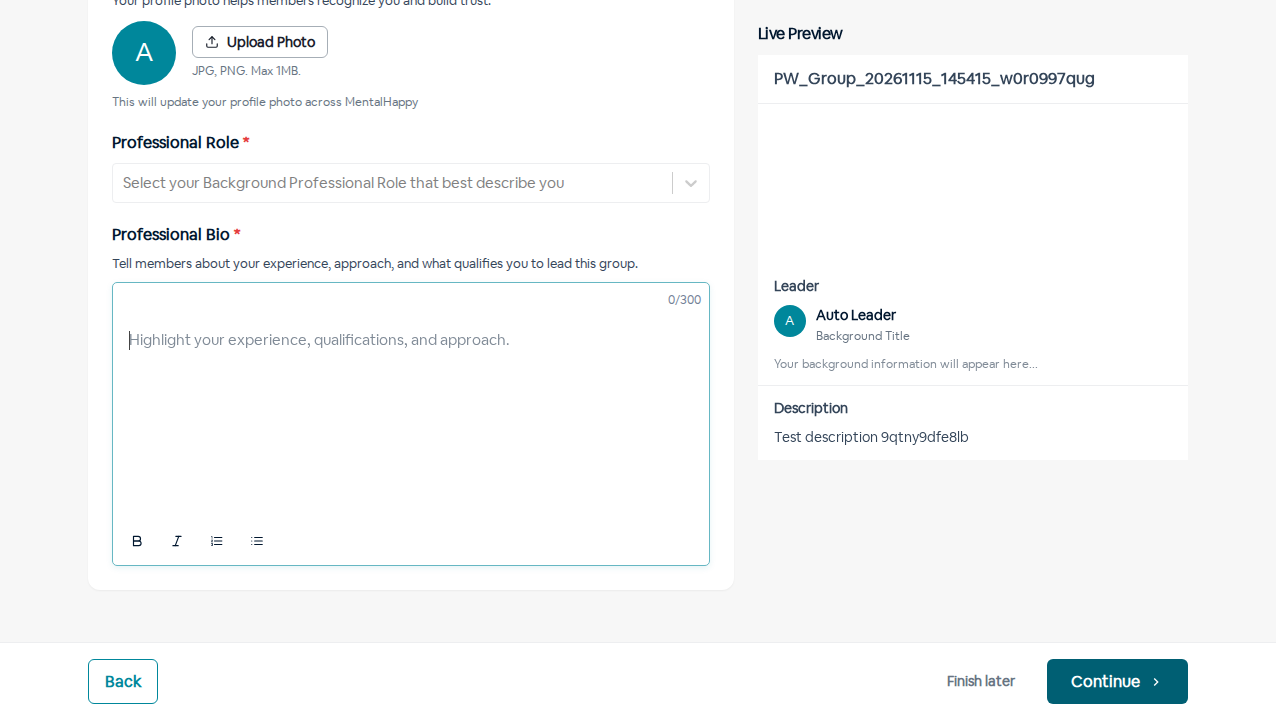 Your profile photo helps members recognize you and build trust.
A
Upload Photo
JPG, PNG. Max 1MB.
This will update your profile photo across MentalHappy
Professional Role *
Select your Background Professional Role that best describe you
Professional Bio *
Tell members about your experience, approach, and what qualifies you to lead this group.
0/300
Highlight your experience, qualifications, and approach.
Back
Finish later
Continue
Live Preview
PW_Group_20261115_145415_w0r0997qug
Leader
A
Auto Leader
Background Title
Your background information will appear here...
Description
Test description 9qtny9dfe8lb